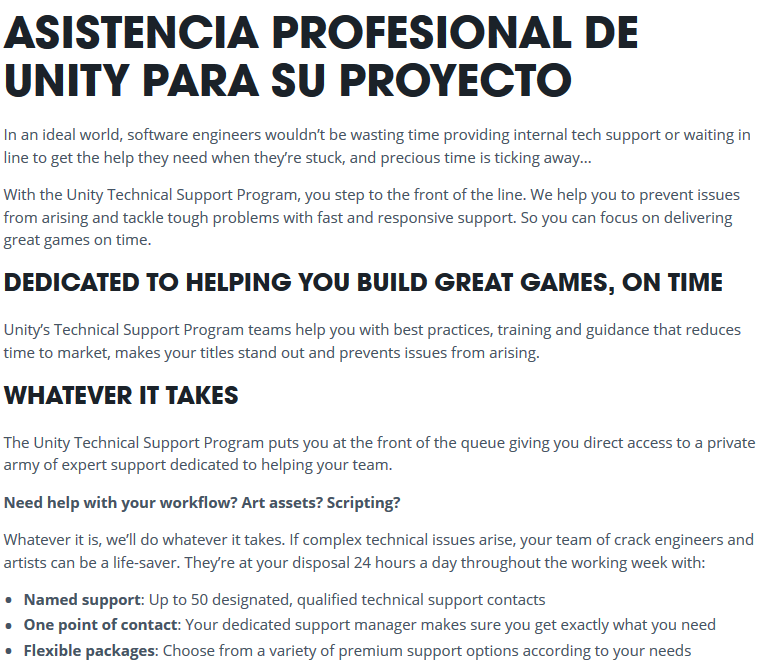 ASISTENCIA PROFESIONAL DE
UNITY PARA SU PROYECTO
In an ideal world, software engineers wouldn't be wasting time providing internal tech support or waiting in
line to get the help they need when they're stuck, and precious time is ticking away...
With the Unity Technical Support Program, you step to the front of the line. We help you to prevent issues
from arising and tackle tough problems with fast and responsive support. So you can focus on delivering
great games on time.
DEDICATED TO HELPING YOU BUILD GREAT GAMES, ON TIME
Unity's Technical Support Program teams help you with best practices, training and guidance that reduces
time to market, makes your titles stand out and prevents issues from arising.
WHATEVER IT TAKES
The Unity Technical Support Program puts you at the front of the queue giving you direct access to a private
army of expert support dedicated to helping your team.
Need help with your workflow? Art assets? Scripting?
Whatever it is, we'll do whatever it takes. If complex technical issues arise, your team of crack engineers and
artists can be a life-saver. They're at your disposal 24 hours a day throughout the working week with:
• Named support: Up to 50 designated, qualified technical support contacts
• One point of contact: Your dedicated support manager makes sure you get exactly what you need
• Flexible packages: Choose from a variety of premium support options according to your needs